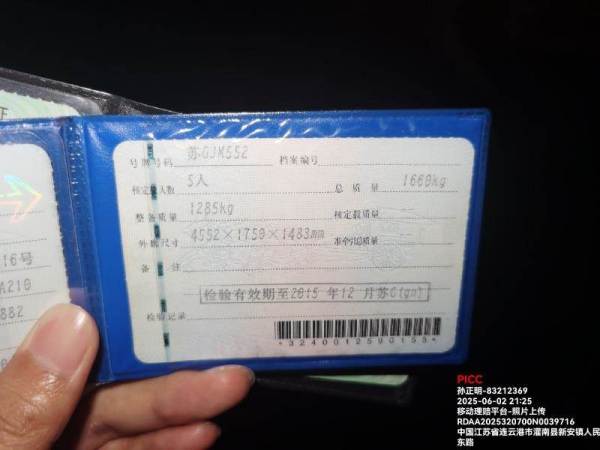 证
号牌号码 苏GJK552 档案编号
核定载人数 5人 总质量 1660kg
整备质量 1285kg 核定载质量 --
外廓尺寸 4552×1759×1483mm 准牵引总质量 --
备注
检验有效期至2015年12月苏G(gn)
检验记录
*3240012590155*
16号
A210
882
PICC
孙正明-83212369
2025-06-02 21:25
移动理赔平台-照片上传
RDAA2025320700N0039716
中国江苏省连云港市灌南县新安镇人民
东路